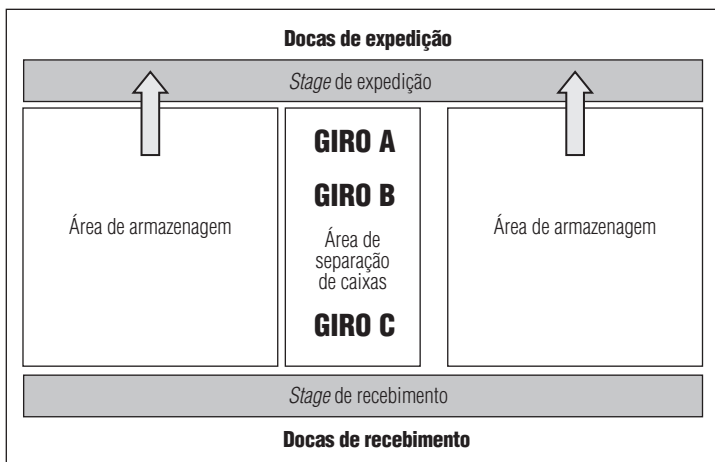 Docas de expedição
Stage de expedição
GIRO A
GIRO B
Área de armazenagem
Área de
separação
de caixas
Área de armazenagem
GIRO C
Stage de recebimento
Docas de recebimento